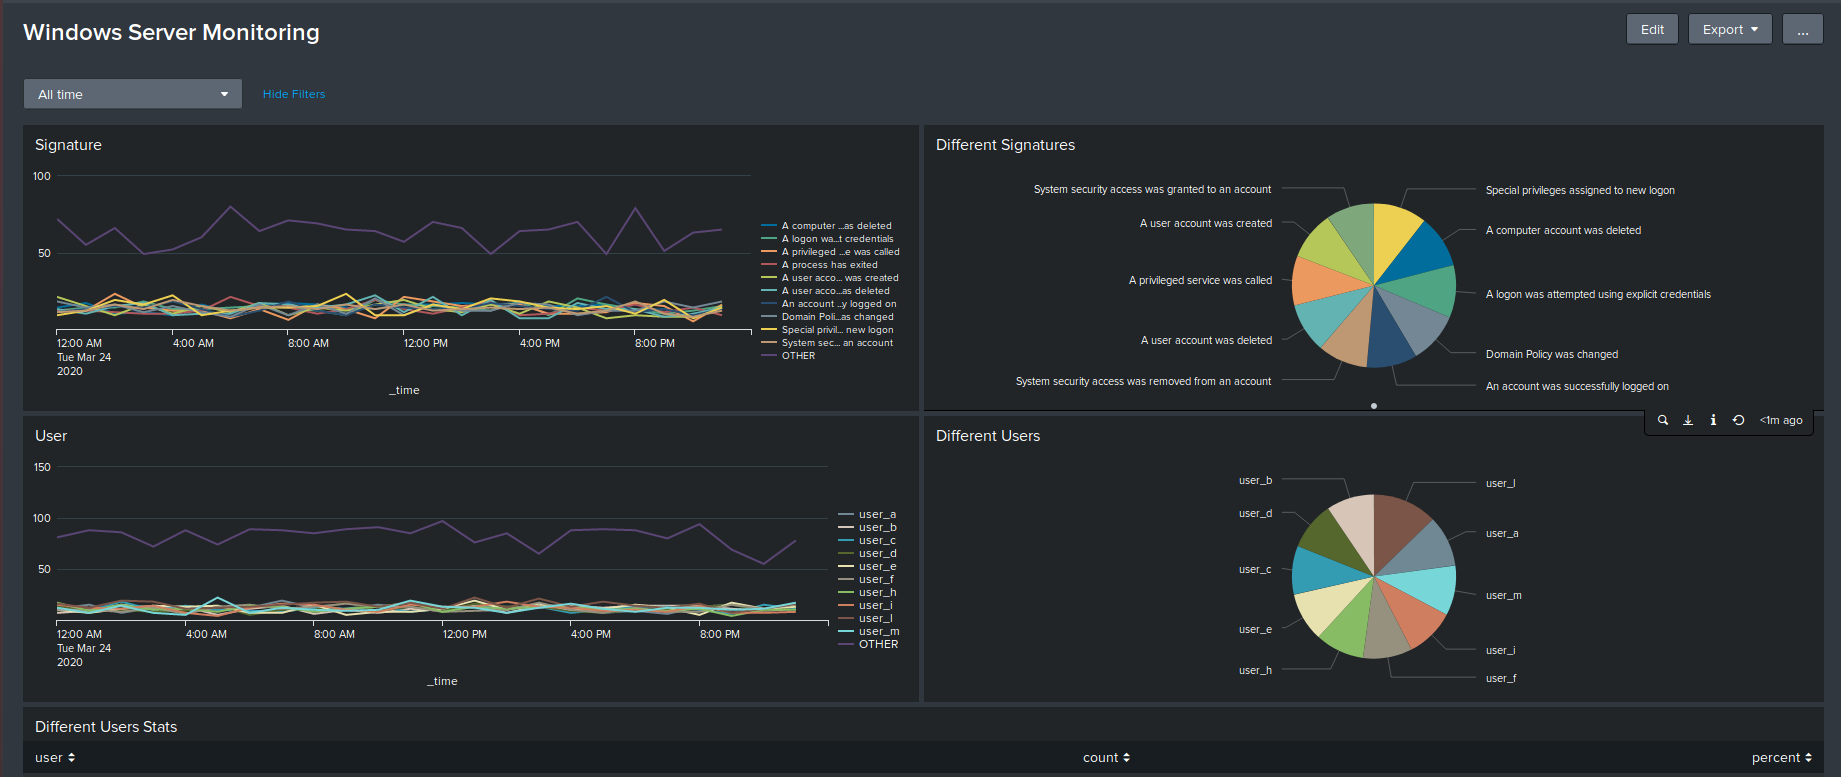 Windows Server Monitoring
Edit
Export
...
All time
Hide Filters
Signature
100
50
12:00 AM
Tue Mar 24
2020
4:00 AM
8:00 AM
12:00 PM
4:00 PM
8:00 PM
_time
A computer ...as deleted
A logon wa...t credentials
A privileged ...e was called
A process has exited
A user acco... was created
A user acco...as deleted
An account ...y logged on
Domain Poli...as changed
Special privil... new logon
System sec... an account
OTHER
Different Signatures
System security access was granted to an account
A user account was created
A privileged service was called
A user account was deleted
System security access was removed from an account
Special privileges assigned to new logon
A computer account was deleted
A logon was attempted using explicit credentials
Domain Policy was changed
An account was successfully logged on
User
150
100
50
12:00 AM
Tue Mar 24
2020
4:00 AM
8:00 AM
12:00 PM
4:00 PM
8:00 PM
_time
user_a
user_b
user_c
user_d
user_e
user_f
user_h
user_i
user_l
user_m
OTHER
Different Users
<1m ago
user_b
user_d
user_c
user_e
user_h
user_l
user_a
user_m
user_i
user_f
Different Users Stats
user
count
percent